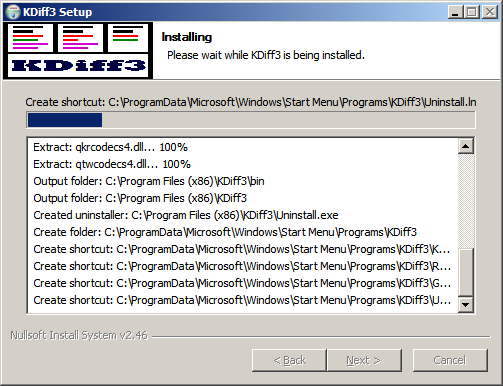 KDiff3 Setup
KDiff3
Installing
Please wait while KDiff3 is being installed.
Create shortcut: C:\ProgramData\Microsoft\Windows\Start Menu\Programs\KDiff3\Uninstall.ln
Extract: qkrcodecs4.dll... 100%
Extract: qtwcodecs4.dll... 100%
Output folder: C:\Program Files (x86)\KDiff3\bin
Output folder: C:\Program Files (x86)\KDiff3
Created uninstaller: C:\Program Files (x86)\KDiff3\Uninstall.exe
Create folder: C:\ProgramData\Microsoft\Windows\Start Menu\Programs\KDiff3
Create shortcut: C:\ProgramData\Microsoft\Windows\Start Menu\Programs\KDiff3\K...
Create shortcut: C:\ProgramData\Microsoft\Windows\Start Menu\Programs\KDiff3\R...
Create shortcut: C:\ProgramData\Microsoft\Windows\Start Menu\Programs\KDiff3\G...
Create shortcut: C:\ProgramData\Microsoft\Windows\Start Menu\Programs\KDiff3\U...
Nullsoft Install System v2.46
< Back
Next >
Cancel